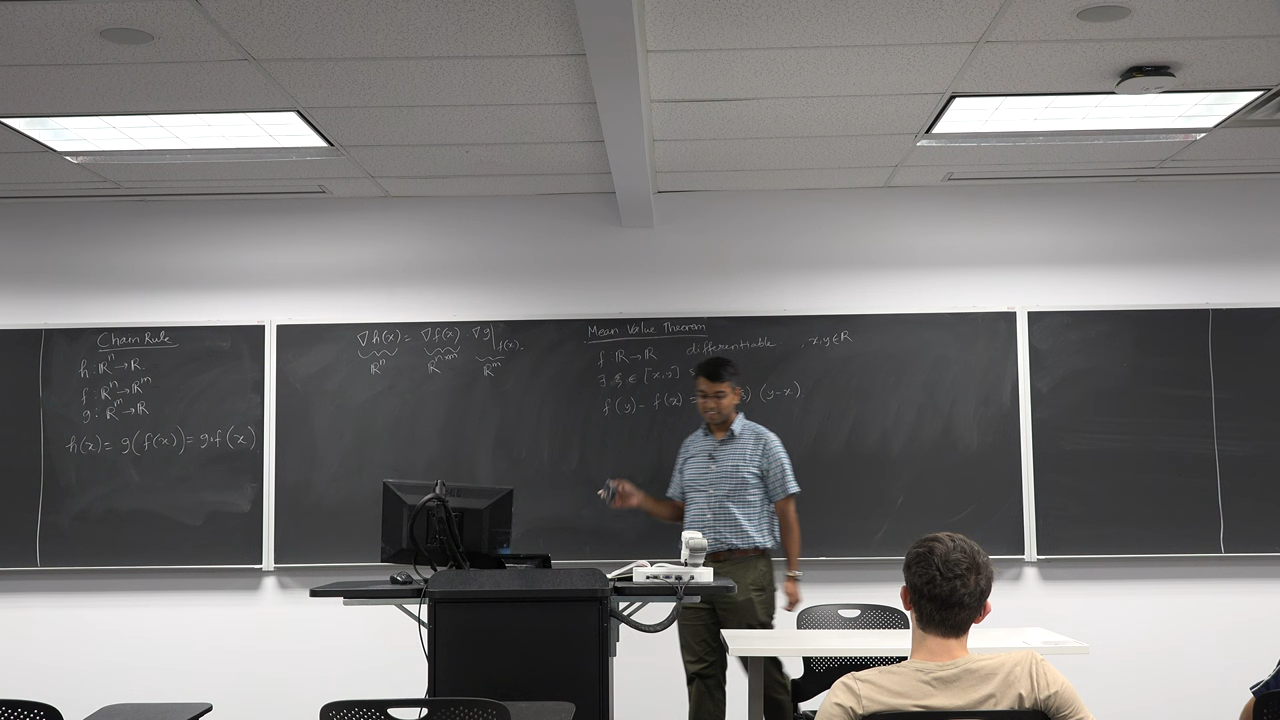 Chain Rule
h : ℝⁿ → ℝ.
f : ℝⁿ → ℝᵐ
g : ℝᵐ → ℝ
h(x) = g(f(x)) = g∘f(x)
∇h(x) = ∇f(x) ∇g|f(x).
ℝⁿ ℝⁿˣᵐ ℝᵐ
Mean Value Theorem
f : ℝ → ℝ differentiable. x,y ∈ ℝ
∃ ξ ∈ [x,y]
f(y) - f(x) = ) (y-x)